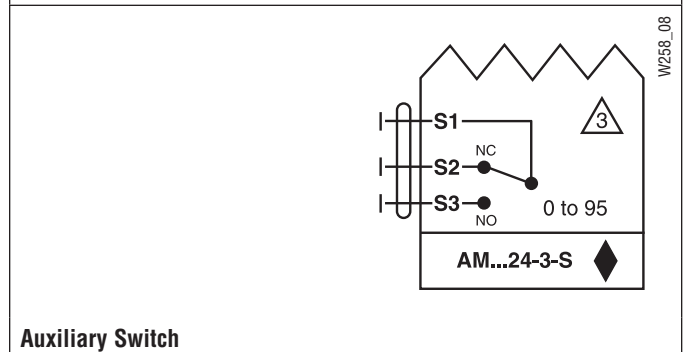 W258_08
S1
3
NC
S2
S3
0 to 95
NO
AM...24-3-S
Auxiliary Switch